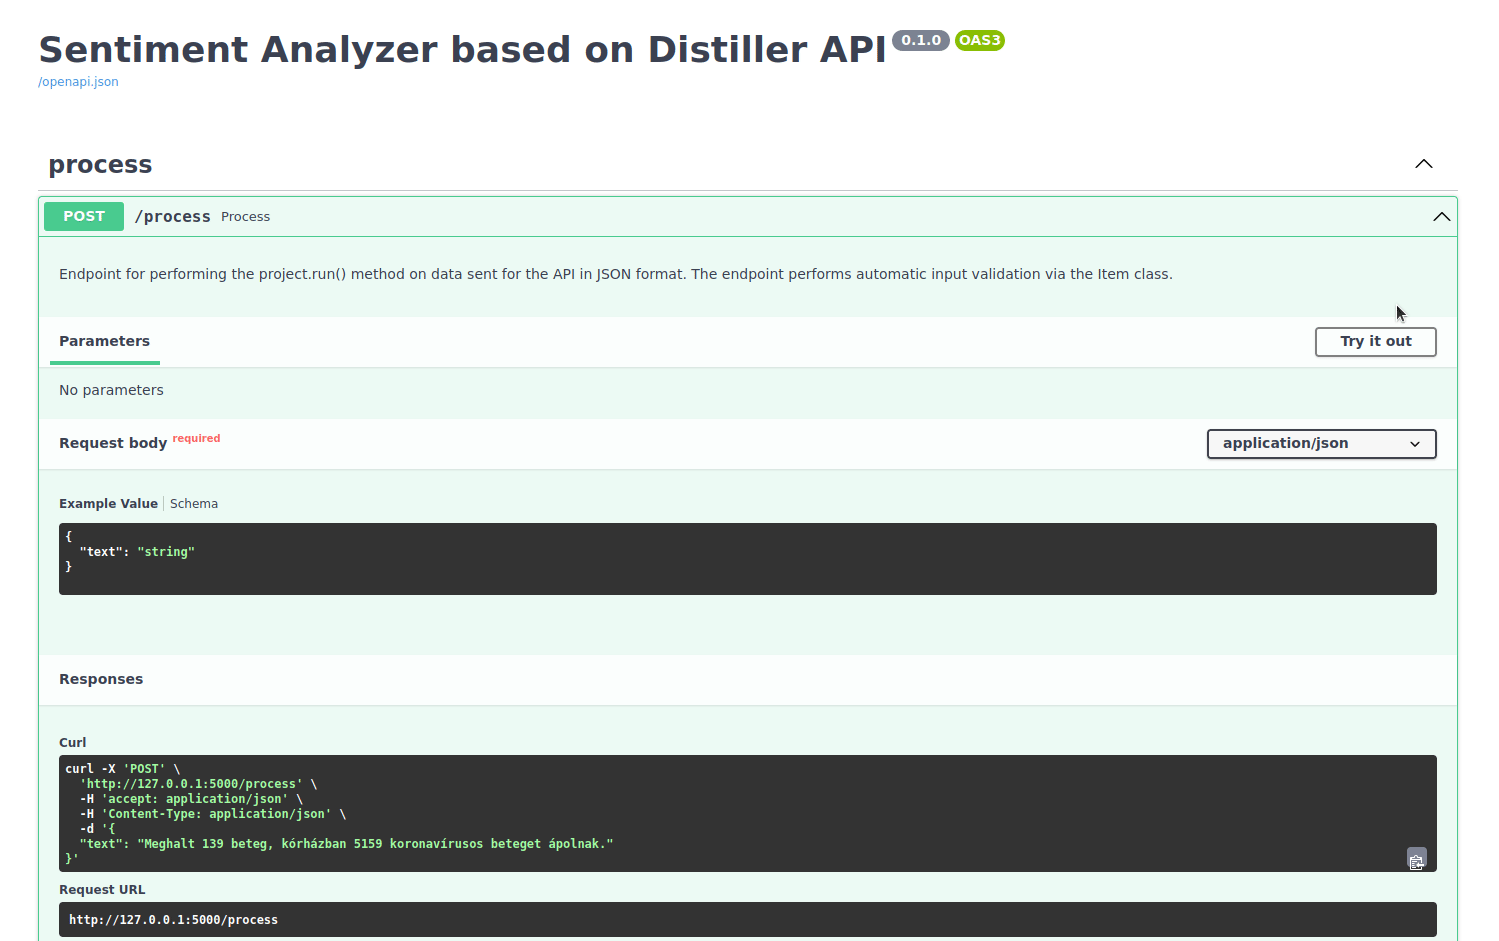 Sentiment Analyzer based on Distiller API 0.1.0 OAS3
/openapi.json
process
POST /process Process
Endpoint for performing the project.run() method on data sent for the API in JSON format. The endpoint performs automatic input validation via the Item class.
Parameters Try it out
No parameters
Request body required application/json
Example Value Schema
{
"text": "string"
}
Responses
Curl
curl -X 'POST' \
'http://127.0.0.1:5000/process' \
-H 'accept: application/json' \
-H 'Content-Type: application/json' \
-d '{
"text": "Meghalt 139 beteg, kórházban 5159 koronavírusos beteget ápolnak."
}'
Request URL
http://127.0.0.1:5000/process